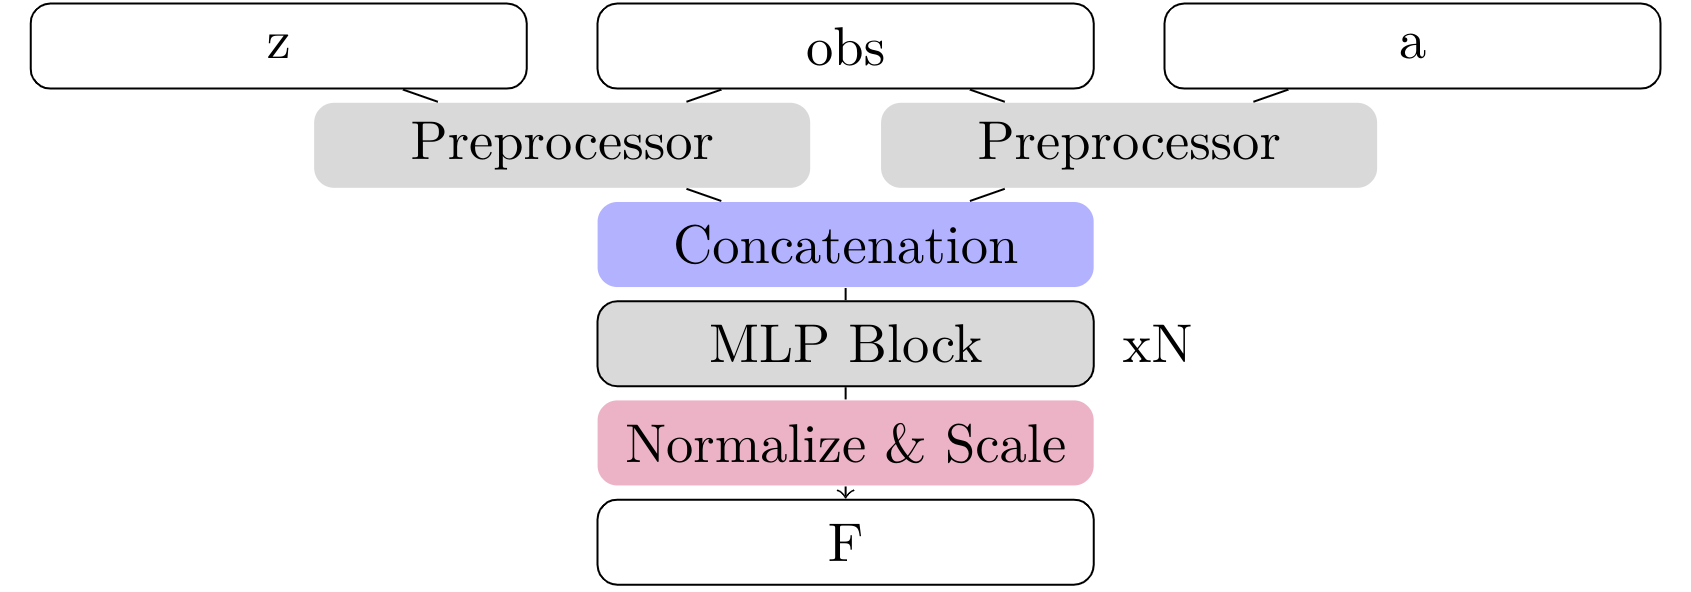 z
obs
a
Preprocessor
Preprocessor
Concatenation
MLP Block
xN
Normalize & Scale
F